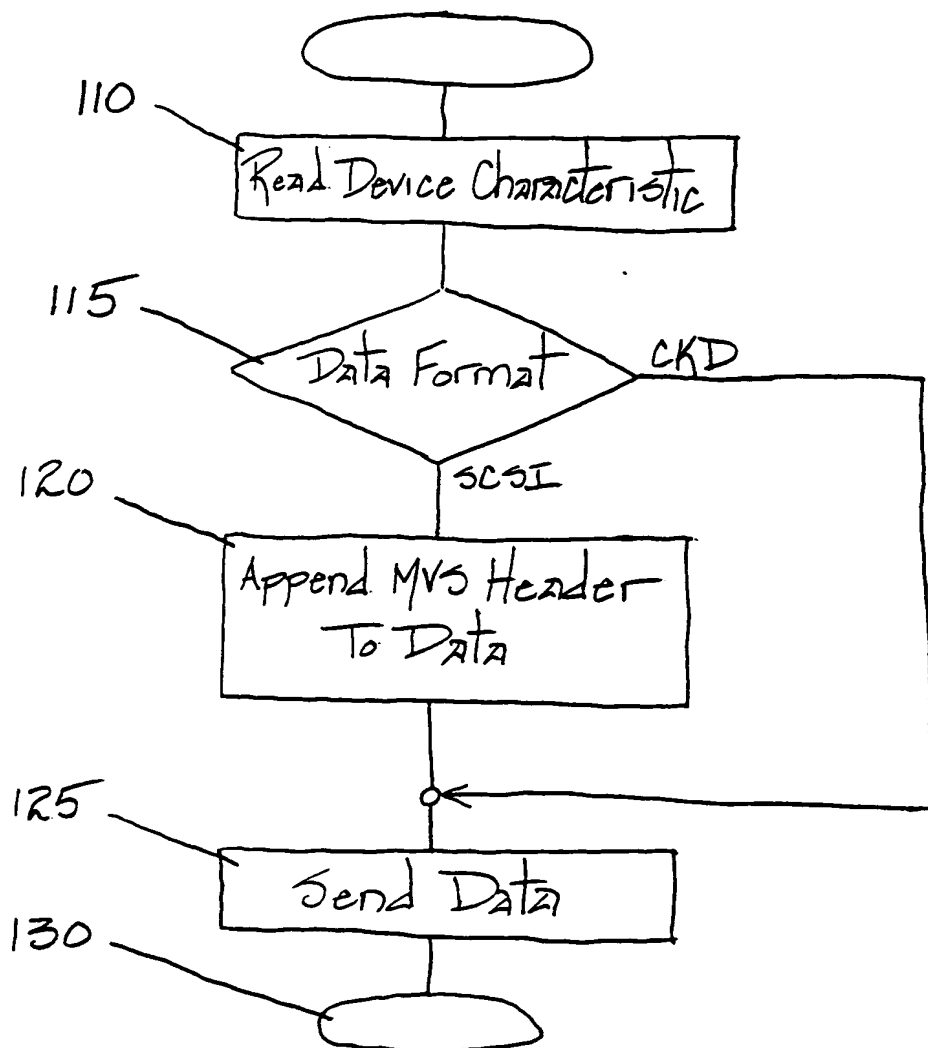 110
Read Device Characteristic
115
Data Format
CKD
SCSI
120
Append MVS Header
To Data
125
Send Data
130